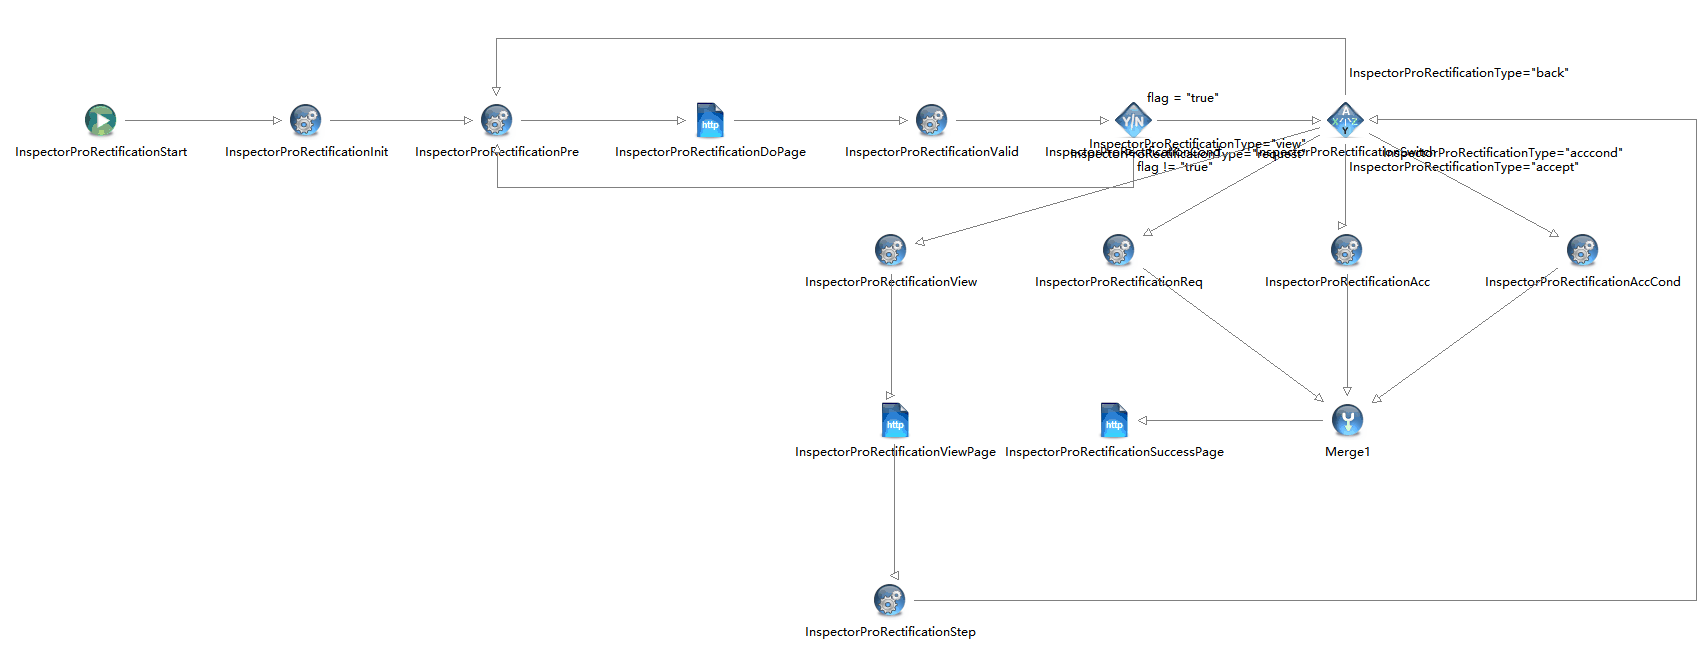 InspectorProRectificationType="back"
flag = "true"
http
Y/N
A
X
Z
Y
InspectorProRectificationStart
InspectorProRectificationInit
InspectorProRectificationPre
InspectorProRectificationDoPage
InspectorProRectificationValid
InspectorProRectificationType="view"
InspectorProRectificationType="request"
InspectorProRectificationSwitch
InspectorProRectificationType="acccond"
flag != "true"
InspectorProRectificationType="accept"
InspectorProRectificationView
InspectorProRectificationReq
InspectorProRectificationAcc
InspectorProRectificationAccCond
http
http
InspectorProRectificationViewPage
InspectorProRectificationSuccessPage
Merge1
InspectorProRectificationStep